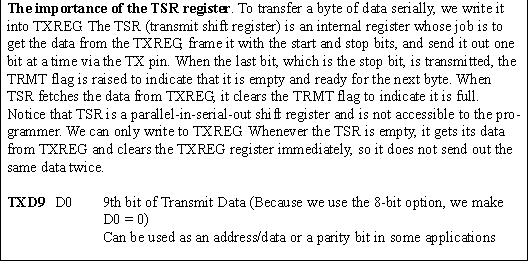 The importance of the TSR register. To transfer a byte of data serially, we write it
into TXREG. The TSR (transmit shift register) is an internal register whose job is to
get the data from the TXREG, frame it with the start and stop bits, and send it out one
bit at a time via the TX pin. When the last bit, which is the stop bit, is transmitted, the
TRMT flag is raised to indicate that it is empty and ready for the next byte. When
TSR fetches the data from TXREG, it clears the TRMT flag to indicate it is full.
Notice that TSR is a parallel-in-serial-out shift register and is not accessible to the pro-
grammer. We can only write to TXREG. Whenever the TSR is empty, it gets its data
from TXREG and clears the TXREG register immediately, so it does not send out the
same data twice.
TXD9 D0 9th bit of Transmit Data (Because we use the 8-bit option, we make
D0 = 0)
Can be used as an address/data or a parity bit in some applications